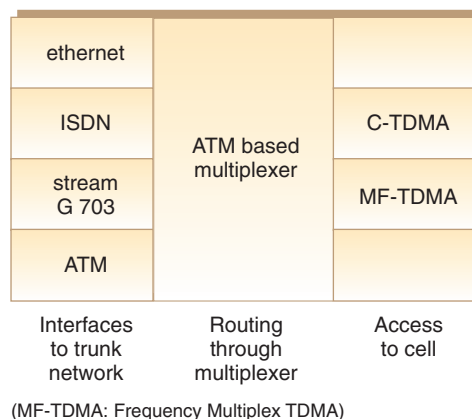 ethernet
ISDN
stream
G 703
ATM
ATM based
multiplexer
C-TDMA
MF-TDMA
Interfaces
to trunk
network
Routing
through
multiplexer
Access
to cell
(MF-TDMA: Frequency Multiplex TDMA)